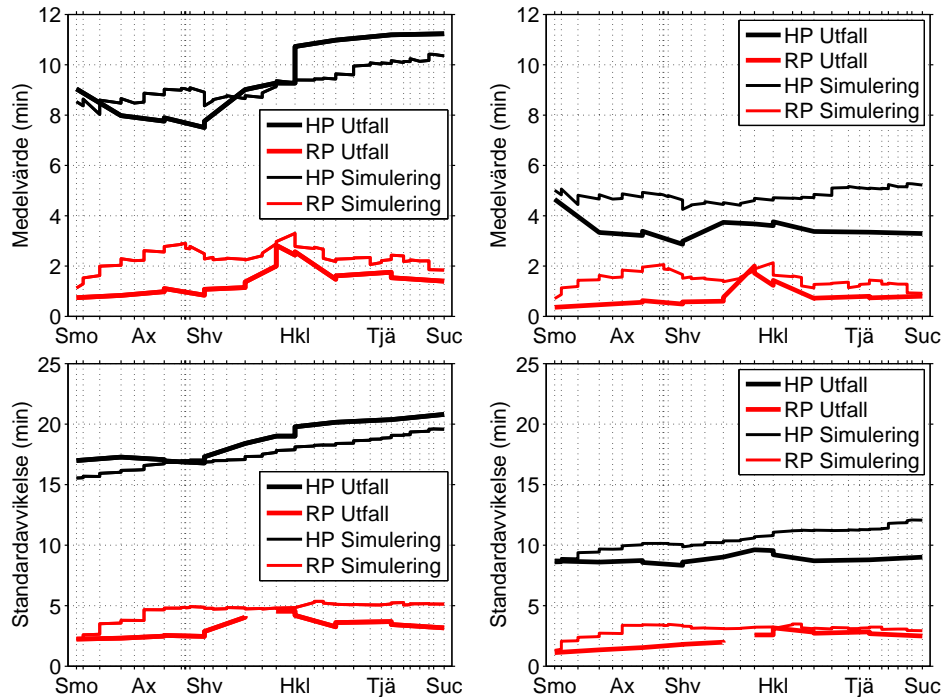 Medelvärde (min)
12
10
8
6
4
2
0
HP Utfall
RP Utfall
HP Simulering
RP Simulering
Smo Ax Shv Hkl Tjä Suc
Medelvärde (min)
12
10
8
6
4
2
0
HP Utfall
RP Utfall
HP Simulering
RP Simulering
Smo Ax Shv Hkl Tjä Suc
Standardavvikelse (min)
25
20
15
10
5
0
HP Utfall
RP Utfall
HP Simulering
RP Simulering
Smo Ax Shv Hkl Tjä Suc
Standardavvikelse (min)
25
20
15
10
5
0
HP Utfall
RP Utfall
HP Simulering
RP Simulering
Smo Ax Shv Hkl Tjä Suc